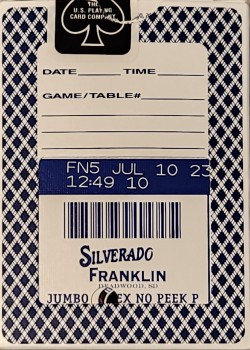 THE
U.S. PLAYING
CARD COMPANY
DATE TIME
GAME/TABLE#
FN5 JUL 10 23
12:49 10
SILVERADO
FRANKLIN
DEADWOOD, SD
JUMBO EX NO PEEK P